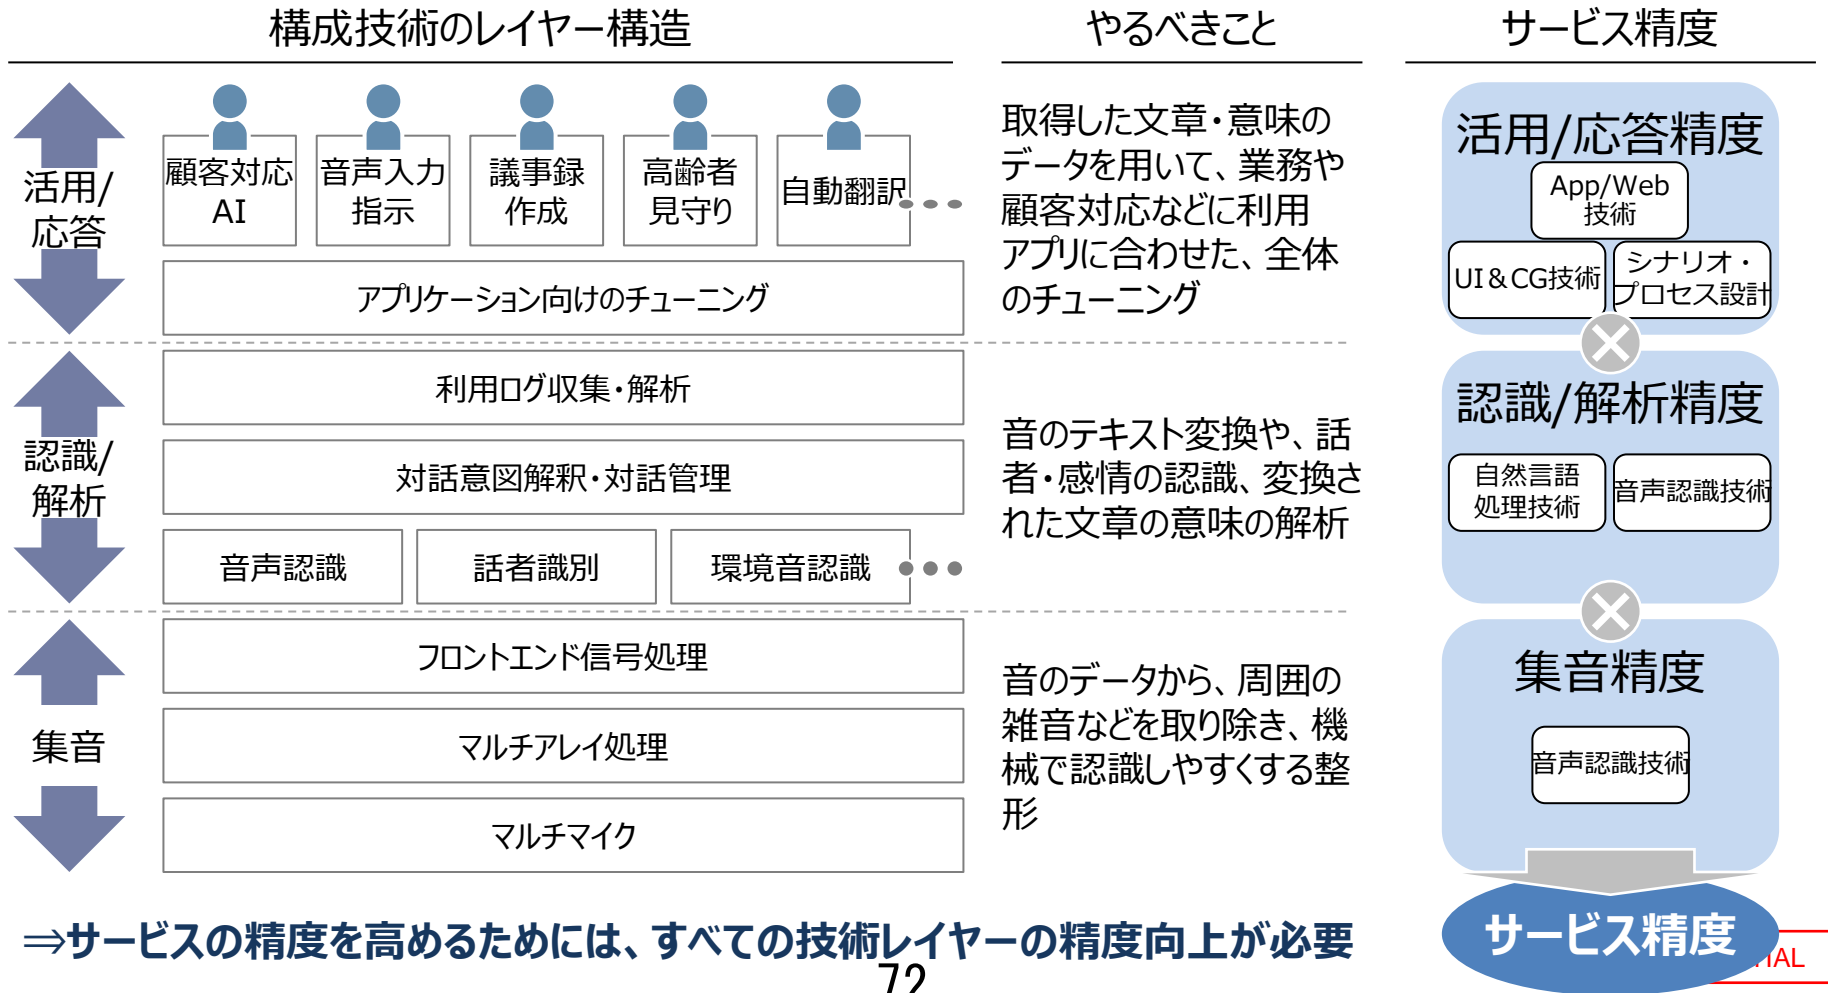 構成技術のレイヤー構造
やるべきこと
サービス精度
活用/
応答
顧客対応
AI
音声入力
指示
議事録
作成
高齢者
見守り
自動翻訳
アプリケーション向けのチューニング
取得した文章・意味の
データを用いて、業務や
顧客対応などに利用
アプリに合わせた、全体
のチューニング
活用/応答精度
App/Web
技術
UI＆CG技術
シナリオ・
プロセス設計
認識/
解析
利用ログ収集・解析
対話意図解釈・対話管理
音声認識
話者識別
環境音認識
音のテキスト変換や、話
者・感情の認識、変換さ
れた文章の意味の解析
認識/解析精度
自然言語
処理技術
音声認識技術
集音
フロントエンド信号処理
マルチアレイ処理
マルチマイク
音のデータから、周囲の
雑音などを取り除き、機
械で認識しやすくする整
形
集音精度
音声認識技術
⇒サービスの精度を高めるためには、すべての技術レイヤーの精度向上が必要
サービス精度
72